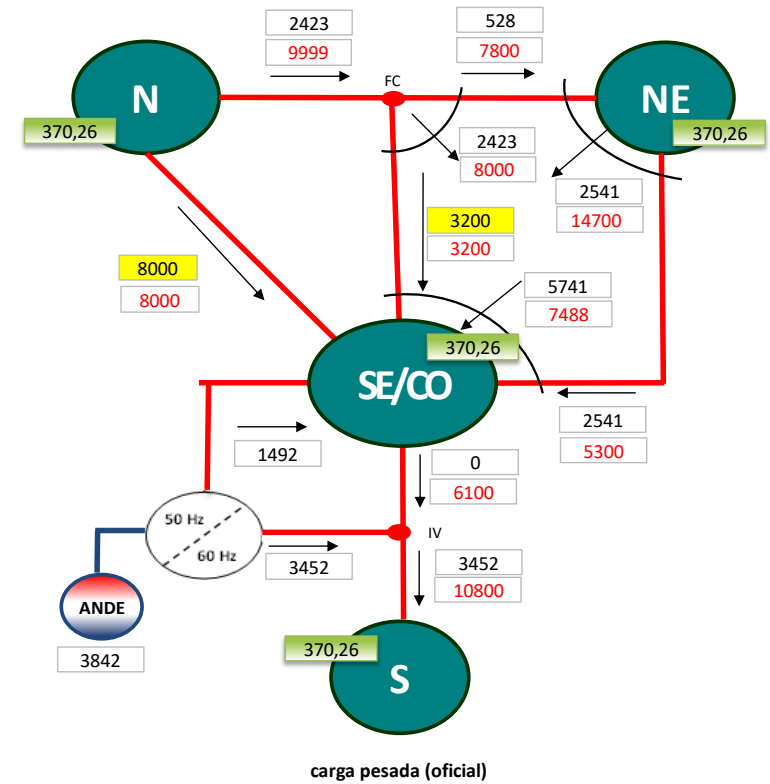 2423
9999
528
7800
FC
N
NE
370,26
370,26
2423
8000
2541
14700
3200
3200
8000
8000
5741
7488
370,26
SE/CO
2541
5300
1492
0
6100
50 Hz
60 Hz
IV
3452
3452
10800
ANDE
3842
370,26
S
carga pesada (oficial)